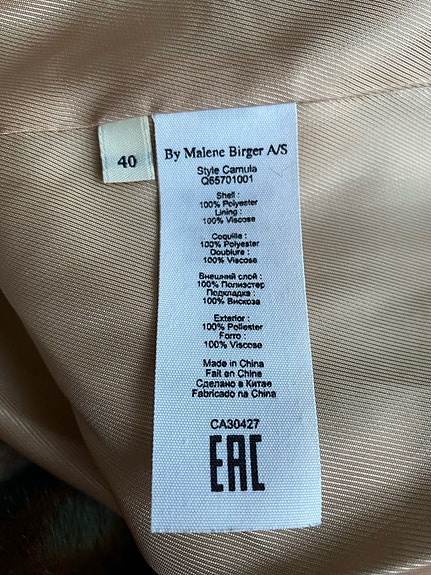 40
By Malene Birger A/S
Style Camula
Q65701001
Shell :
100% Polyester
Lining :
100% Viscose
Coquille :
100% Polyester
Doublure :
100% Viscose
Внешний слой :
100% Полиэстер
Подкладка :
100% Вискоза
Exterior :
100% Poliester
Forro :
100% Viscose
Made in China
Fait en Chine
Сделано в Китае
Fabricado na China
CA30427
EAC